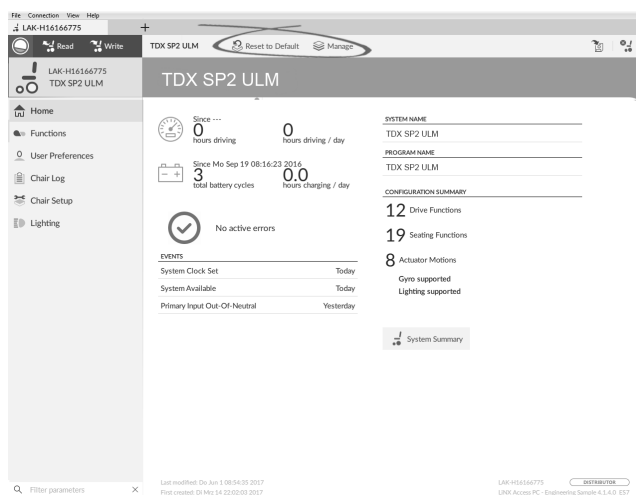 File Connection View Help
LAK-H16166775 +
Read Write TDX SP2 ULM Reset to Default Manage
LAK-H16166775
TDX SP2 ULM
TDX SP2 ULM
Home
Functions
User Preferences
Chair Log
Chair Setup
Lighting
Since ---
0 0
hours driving hours driving / day
Since Mo Sep 19 08:16:23 2016
3 0.0
total battery cycles hours charging / day
No active errors
EVENTS
System Clock Set Today
System Available Today
Primary Input Out-Of-Neutral Yesterday
SYSTEM NAME
TDX SP2 ULM
PROGRAM NAME
TDX SP2 ULM
CONFIGURATION SUMMARY
12 Drive Functions
19 Seating Functions
8 Actuator Motions
Gyro supported
Lighting supported
System Summary
Filter parameters
Last modified: Do Jun 1 08:54:35 2017
First created: Di Mrz 14 22:02:03 2017
LAK-H16166775 DISTRIBUTOR
LiNX Access PC - Engineering Sample 4.1.4.0 EST